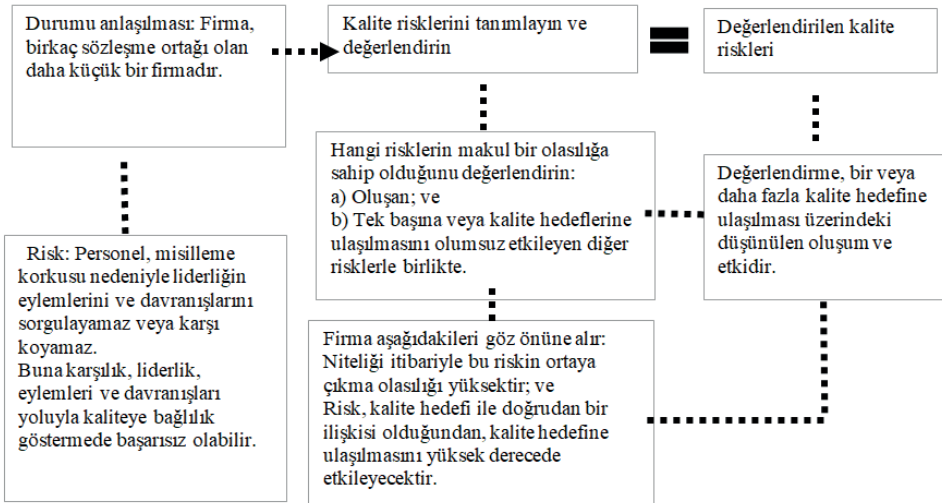 Durumu anlaşılması: Firma,
birkaç sözleşme ortağı olan
daha küçük bir firmadır.
Kalite risklerini tanımlayın ve
değerlendirin
Değerlendirilen kalite
riskleri
Hangi risklerin makul bir olasılığa
sahip olduğunu değerlendirin:
a) Oluşan; ve
b) Tek başına veya kalite hedeflerine
ulaşılmasını olumsuz etkileyen diğer
risklerle birlikte.
Değerlendirme, bir veya
daha fazla kalite hedefine
ulaşılması üzerindeki
düşünülen oluşum ve
etkidir.
Risk: Personel, misilleme
korkusu nedeniyle liderliğin
eylemlerini ve davranışlarını
sorgulayamaz veya karşı
koyamaz.
Buna karşılık, liderlik,
eylemleri ve davranışları
yoluyla kaliteye bağlılık
göstermede başarısız olabilir.
Firma aşağıdakileri göz önüne alır:
Niteliği itibariyle bu riskin ortaya
çıkma olasılığı yüksektir; ve
Risk, kalite hedefi ile doğrudan bir
ilişkisi olduğundan, kalite hedefine
ulaşılmasını yüksek derecede
etkileyecektir.